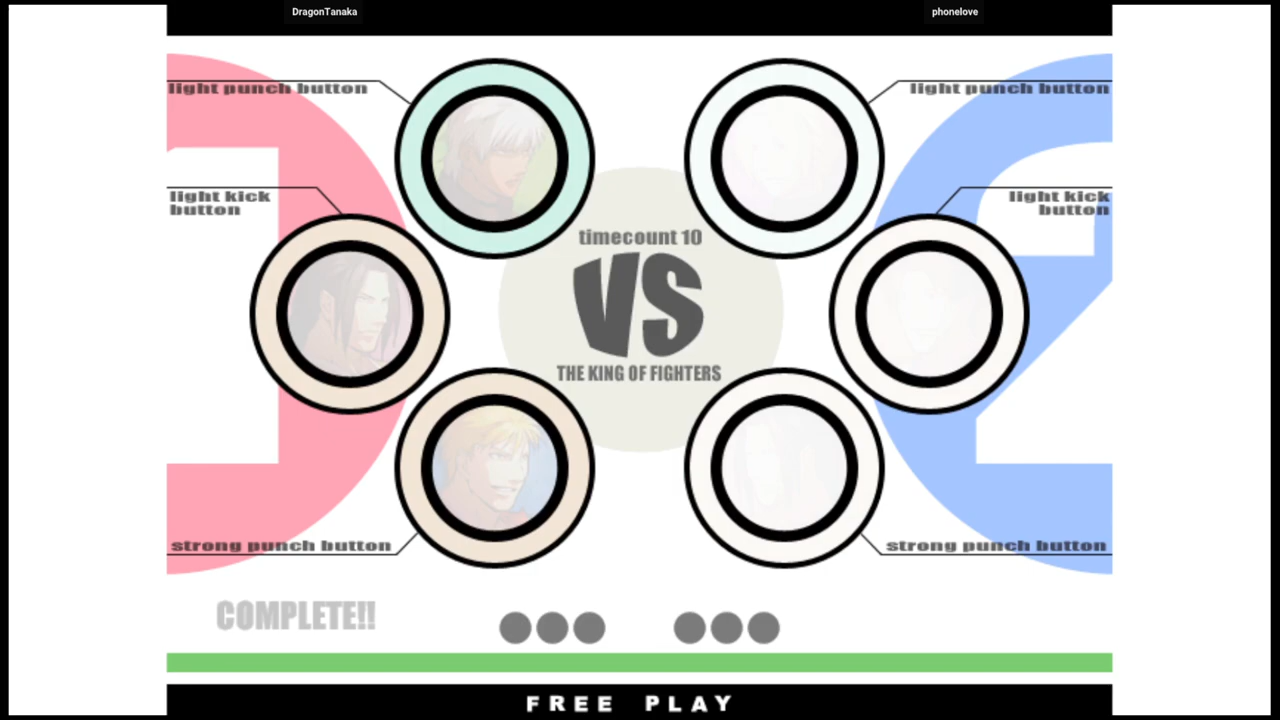 DragonTanaka
phonelove
light punch button
light punch button
light kick
button
light kick
button
timecount 10
VS
THE KING OF FIGHTERS
strong punch button
strong punch button
COMPLETE!!
FREE PLAY